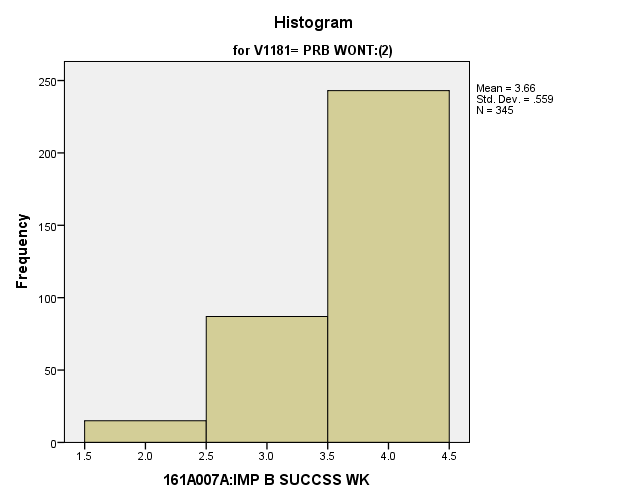 Histogram
for V1181= PRB WONT:(2)
Mean = 3.66
Std. Dev. = .559
N = 345
Frequency
250
200
150
100
50
0
1.5 2.0 2.5 3.0 3.5 4.0 4.5
161A007A:IMP B SUCCSS WK